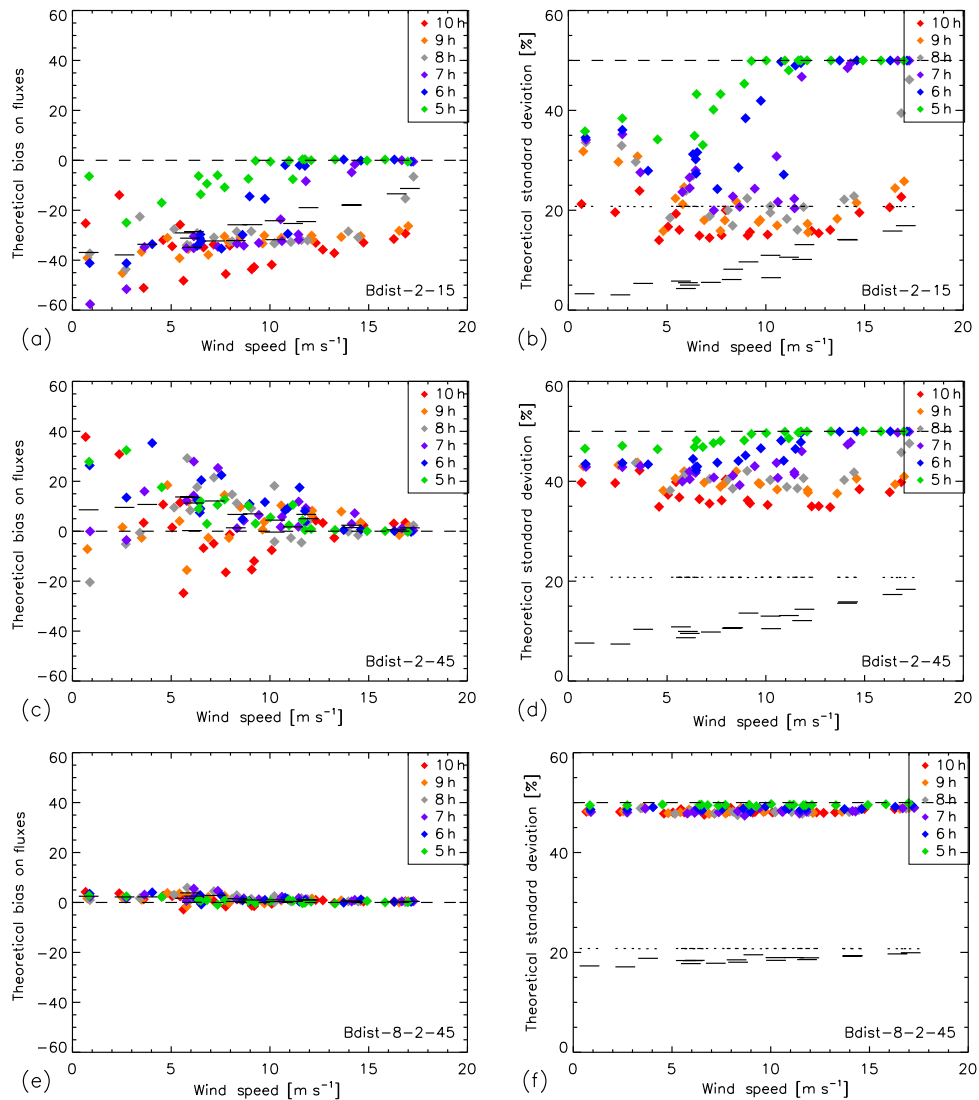 60
40
20
0
−20
−40
−60
Theoretical bias on fluxes
10 h
9 h
8 h
7 h
6 h
5 h
Bdist−2−15
0 5 10 15 20
(a)
Wind speed [m s−1]
60
40
20
0
Theoretical standard deviation [%]
10 h
9 h
8 h
7 h
6 h
5 h
Bdist−2−15
0 5 10 15 20
(b)
Wind speed [m s−1]
60
40
20
0
−20
−40
−60
Theoretical bias on fluxes
10 h
9 h
8 h
7 h
6 h
5 h
Bdist−2−45
0 5 10 15 20
(c)
Wind speed [m s−1]
60
40
20
0
Theoretical standard deviation [%]
10 h
9 h
8 h
7 h
6 h
5 h
Bdist−2−45
0 5 10 15 20
(d)
Wind speed [m s−1]
60
40
20
0
−20
−40
−60
Theoretical bias on fluxes
10 h
9 h
8 h
7 h
6 h
5 h
Bdist−8−2−45
0 5 10 15 20
(e)
Wind speed [m s−1]
60
40
20
0
Theoretical standard deviation [%]
10 h
9 h
8 h
7 h
6 h
5 h
Bdist−8−2−45
0 5 10 15 20
(f)
Wind speed [m s−1]